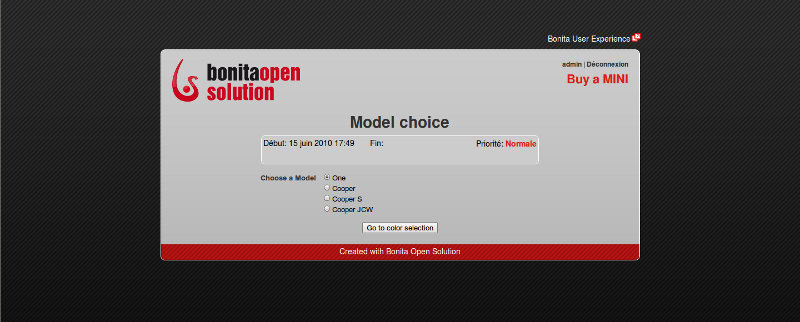 Bonita User Experience
bonitaopen
solution
admin | Déconnexion
Buy a MINI
Model choice
Début: 15 juin 2010 17:49 Fin: Priorité: Normale
Choose a Model One
Cooper
Cooper S
Cooper JCW
Go to color selection
Created with Bonita Open Solution